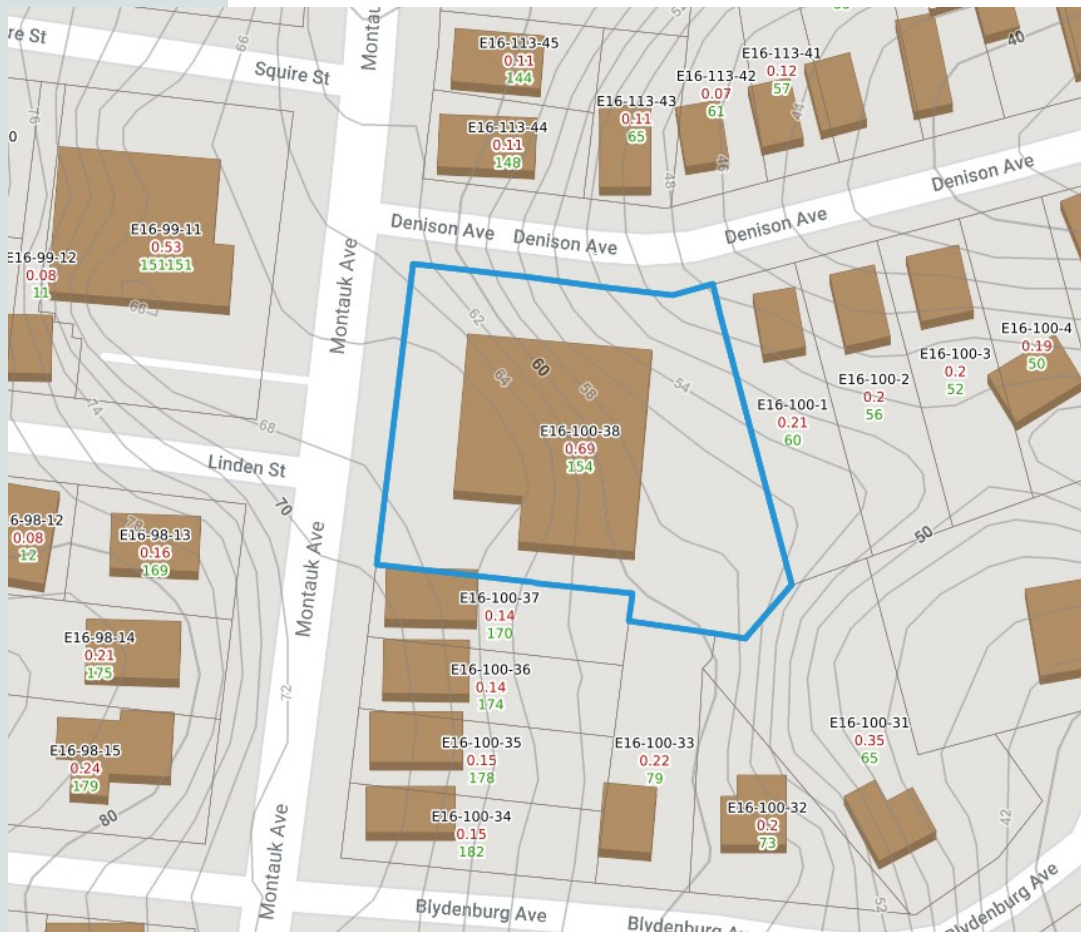 re St
Squire St
66
Montau
E16-113-45
0.11
144
E16-113-44
0.11
148
E16-113-43
0.11
65
E16-113-42
0.07
61
E16-113-41
0.12
57
40
44
46
48
76
0
Denison Ave
Denison Ave
Denison Ave
Denison Ave
E16-99-11
0.53
151151
66
E16-99-12
0.08
11
Montauk Ave
62
64
60
58
54
E16-100-38
0.69
154
E16-100-1
0.21
60
E16-100-2
0.2
56
E16-100-3
0.2
52
E16-100-4
0.19
50
74
68
Linden St
70
50
6-98-12
0.08
12
78
E16-98-13
0.16
169
Montauk Ave
E16-100-37
0.14
170
E16-98-14
0.21
175
E16-100-36
0.14
174
72
E16-98-15
0.24
179
E16-100-35
0.15
178
E16-100-33
0.22
79
E16-100-31
0.35
65
80
E16-100-34
0.15
182
E16-100-32
0.2
73
42
Montauk Ave
52
Blydenburg Ave
Blydenburg Av
Blydenburg Ave